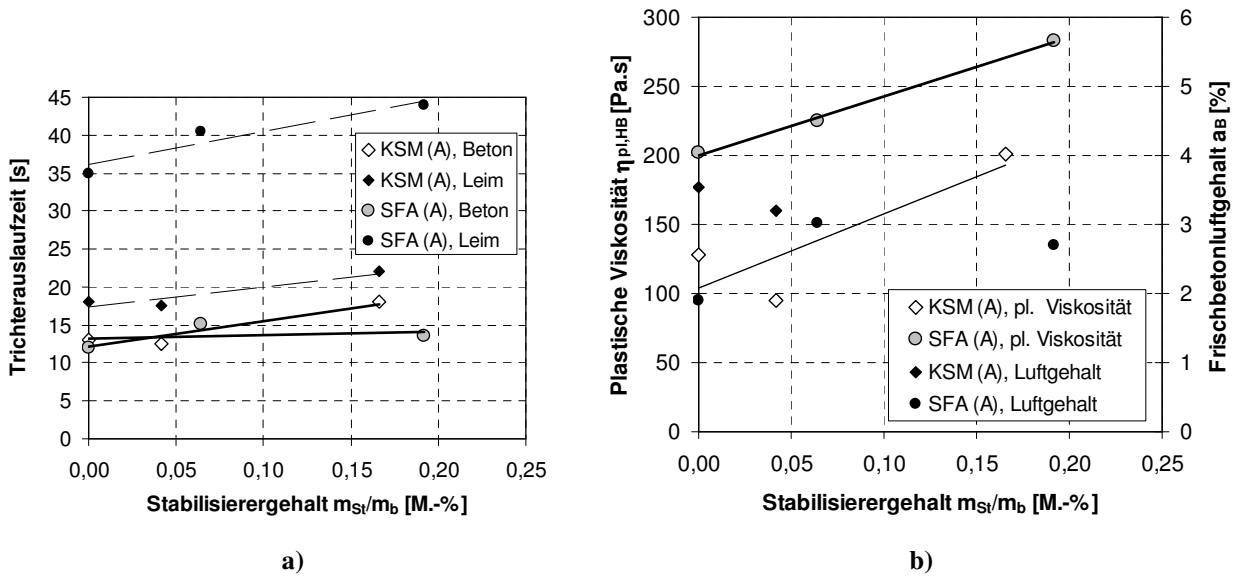 45
40
35
30
25
20
15
10
5
0
Trichterauslaufzeit [s]
KSM (A), Beton
KSM (A), Leim
SFA (A), Beton
SFA (A), Leim
0,00 0,05 0,10 0,15 0,20 0,25
Stabilisierergehalt mSt/mb [M.-%]
a)
300
250
200
150
100
50
0
Plastische Viskosität ηpl,HB [Pa.s]
6
5
4
3
2
1
0
Frischbetonluftgehalt aB [%]
KSM (A), pl. Viskosität
SFA (A), pl. Viskosität
KSM (A), Luftgehalt
SFA (A), Luftgehalt
0,00 0,05 0,10 0,15 0,20 0,25
Stabilisierergehalt mSt/mb [M.-%]
b)